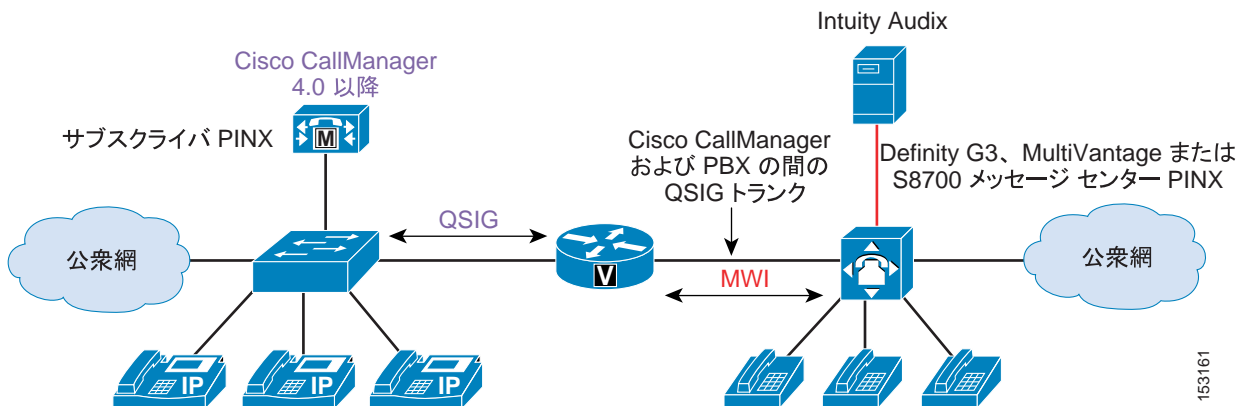 Intuity Audix
Cisco CallManager
4.0 以降
サブスクライバ PINX
M
Cisco CallManager
および PBX の間の
QSIG トランク
Definity G3、MultiVantage または
S8700 メッセージ センター PINX
公衆網
QSIG
V
MWI
公衆網
IP
IP
IP
153161